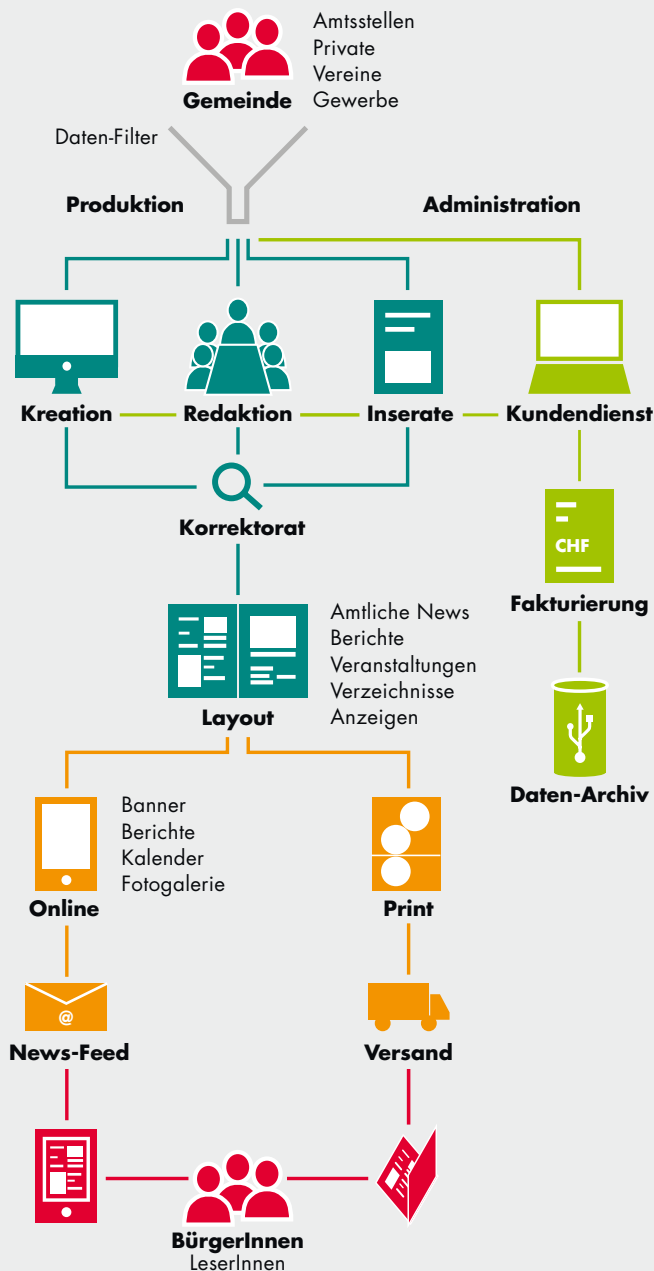 Amtsstellen
Private
Vereine
Gemeinde
Gewerbe
Daten-Filter
Produktion
Administration
Kreation
Redaktion
Inserate
Kundendienst
Korrektorat
CHF
Fakturierung
Amtliche News
Berichte
Veranstaltungen
Verzeichnisse
Anzeigen
Layout
Daten-Archiv
Banner
Berichte
Kalender
Fotogalerie
Online
Print
@
News-Feed
Versand
BürgerInnen
LeserInnen